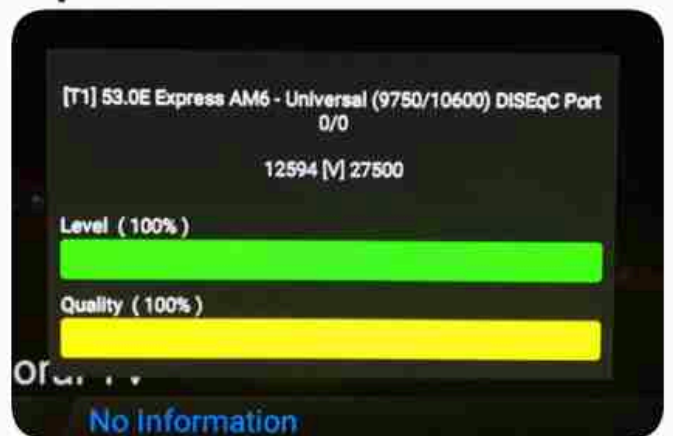 [T1] 53.0E Express AM6 - Universal (9750/10600) DISEqC Port
0/0
12594 [V] 27500
Level ( 100% )
Quality ( 100% )
No Information